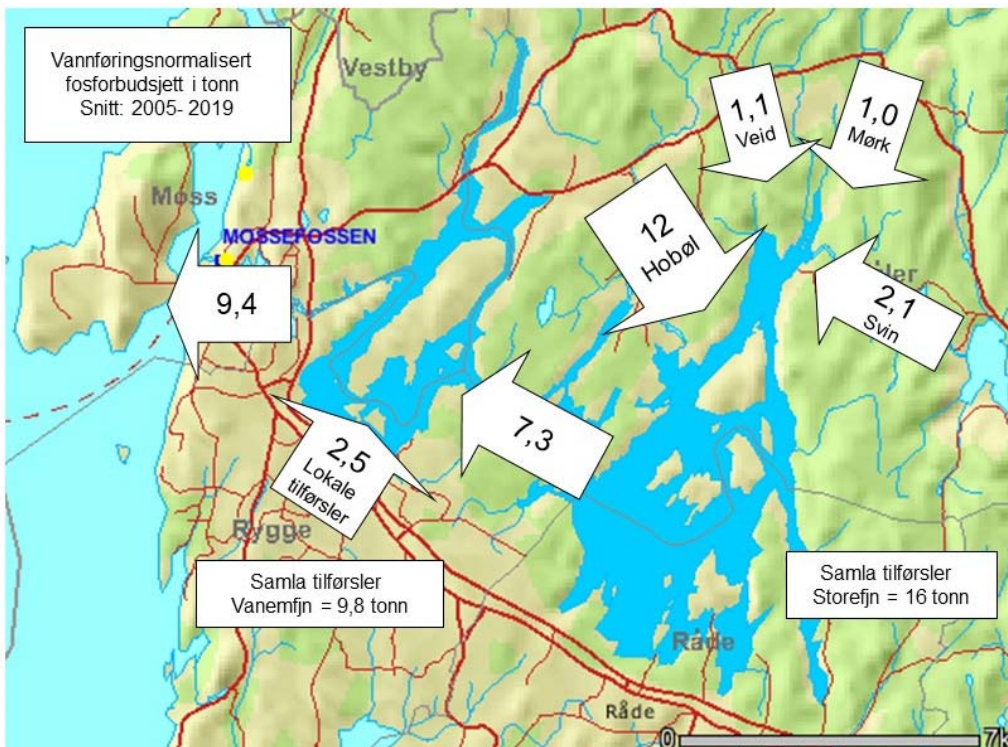 Vannføringsnormalisert
fosforbudsjett i tonn
Snitt: 2005- 2019
Vestby
1,1
Veid
1,0
Mørk
Moss
MOSSEFOSSEN
12
Hobøl
9,4
2,1
Svin
7,3
2,5
Lokale
tilførsler
Rygge
Samla tilførsler
Vanemfjn = 9,8 tonn
Samla tilførsler
Storefjn = 16 tonn
Råde
Råde
0